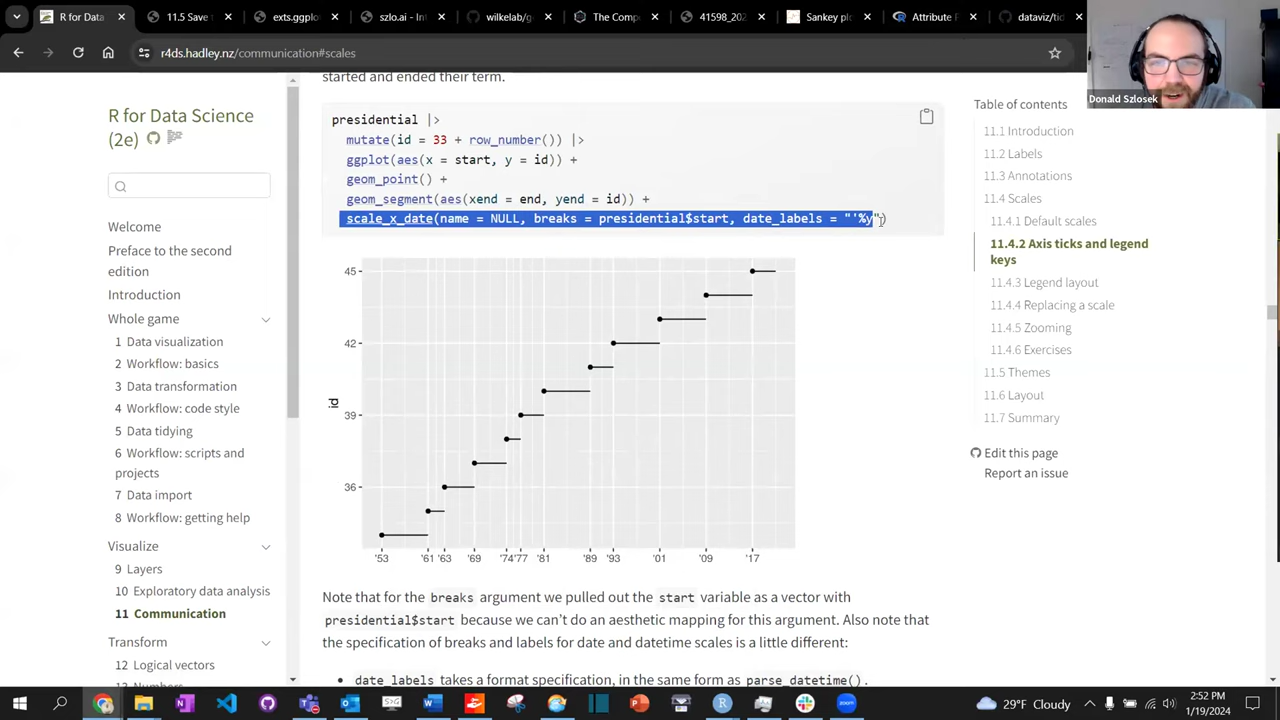 R for Data
11.5 Save
exts.ggplo
szlo.ai - In
wilkelab/g
The Comp
41598_202
Sankey pl
Attribute
dataviz/tid
r4ds.hadley.nz/communication#scales
Donald Szlosek
started and ended their term.
R for Data Science
(2e)
presidential |>
mutate(id = 33 + row_number()) |>
ggplot(aes(x = start, y = id)) +
geom_point() +
geom_segment(aes(xend = end, yend = id)) +
scale_x_date(name = NULL, breaks = presidential$start, date_labels = "'%y")
Welcome
Preface to the second
edition
Introduction
Whole game
1 Data visualization
2 Workflow: basics
3 Data transformation
4 Workflow: code style
5 Data tidying
6 Workflow: scripts and
projects
7 Data import
8 Workflow: getting help
Visualize
9 Layers
10 Exploratory data analysis
11 Communication
Transform
12 Logical vectors
45
42
39
36
id
'53
'61
'63
'69
'74
'77
'81
'89
'93
'01
'09
'17
Note that for the breaks argument we pulled out the start variable as a vector with
presidential$start because we can't do an aesthetic mapping for this argument. Also note that
the specification of breaks and labels for date and datetime scales is a little different:
• date_labels takes a format specification, in the same form as parse_datetime().
Table of contents
11.1 Introduction
11.2 Labels
11.3 Annotations
11.4 Scales
11.4.1 Default scales
11.4.2 Axis ticks and legend
keys
11.4.3 Legend layout
11.4.4 Replacing a scale
11.4.5 Zooming
11.4.6 Exercises
11.5 Themes
11.6 Layout
11.7 Summary
Edit this page
Report an issue
29°F Cloudy
2:52 PM
1/19/2024